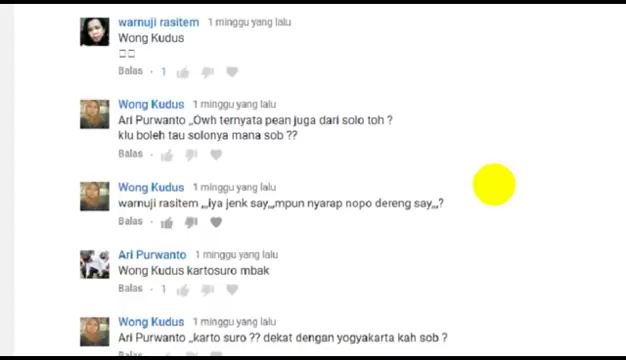 warnuji rasitem 1 minggu yang lalu
Wong Kudus
Balas · 1
Wong Kudus 1 minggu yang lalu
Ari Purwanto ,,Owh ternyata pean juga dari solo toh ?
klu boleh tau solonya mana sob ??
Balas ·
Wong Kudus 1 minggu yang lalu
warnuji rasitem ,,,iya jenk say,,,mpun nyarap nopo dereng say,,,?
Balas ·
Ari Purwanto 1 minggu yang lalu
Wong Kudus kartosuro mbak
Balas · 1
Wong Kudus 1 minggu yang lalu
Ari Purwanto ,,karto suro ?? dekat dengan yogyakarta kah sob ?
Balas ·